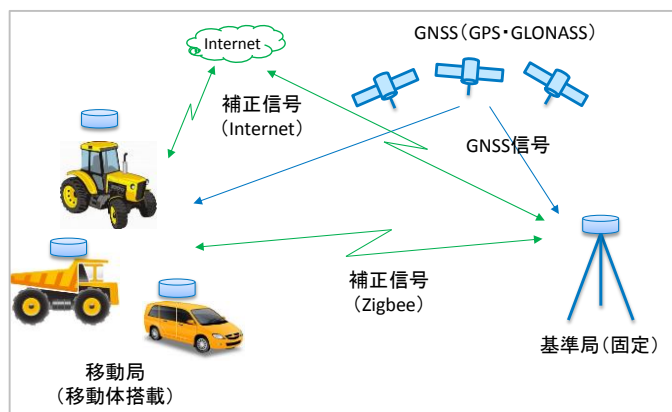 Internet
GNSS（GPS・GLONASS）
補正信号
（Internet）
GNSS信号
補正信号
（Zigbee）
移動局
（移動体搭載）
基準局（固定）